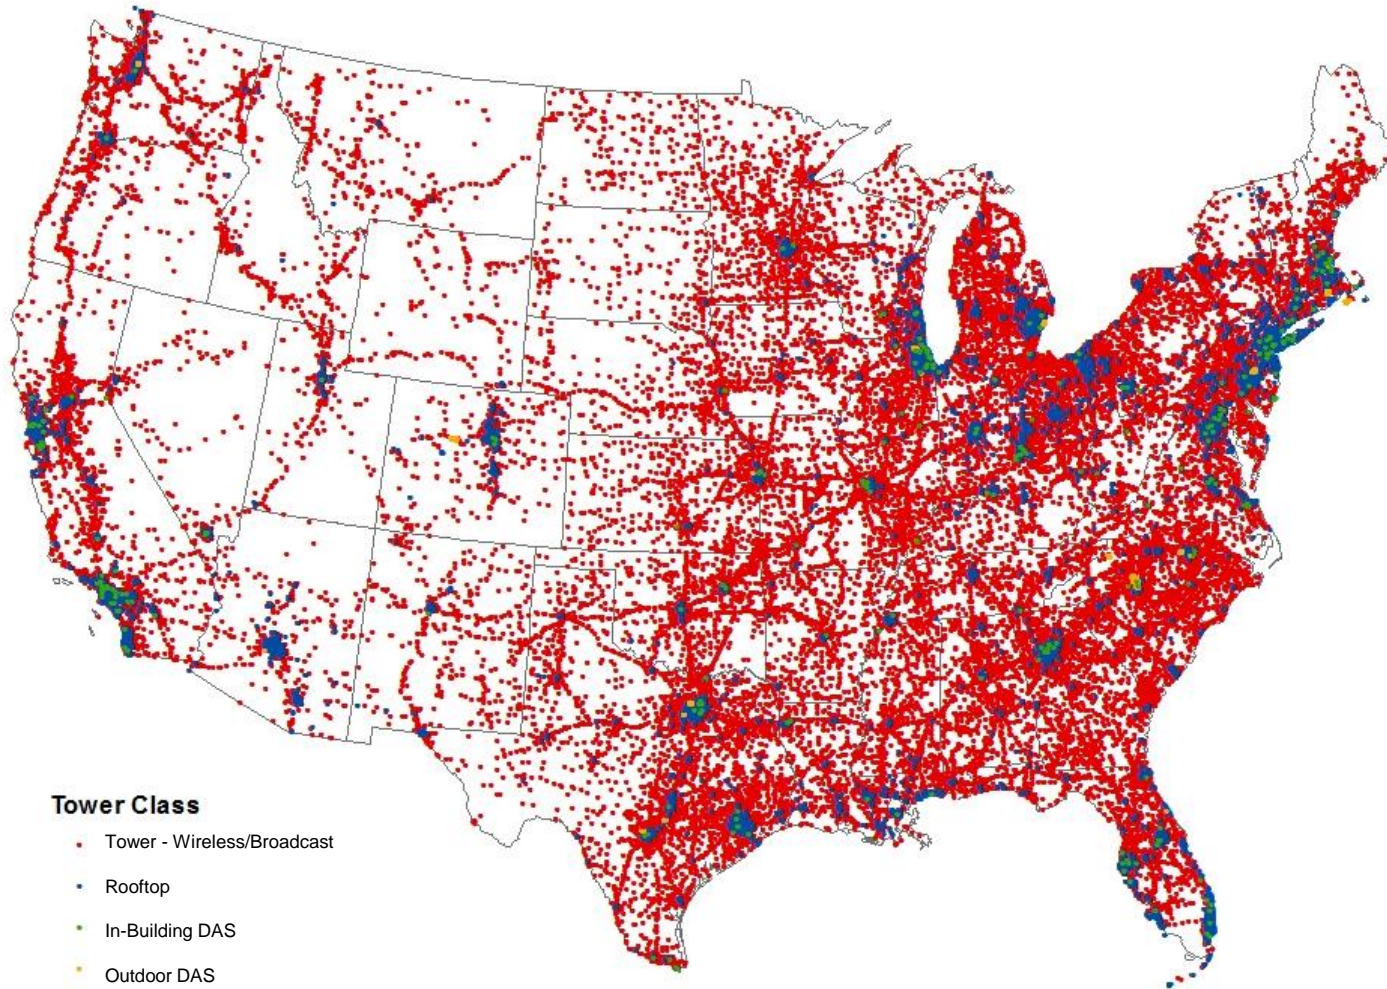 Tower Class
Tower - Wireless/Broadcast
Rooftop
In-Building DAS
Outdoor DAS